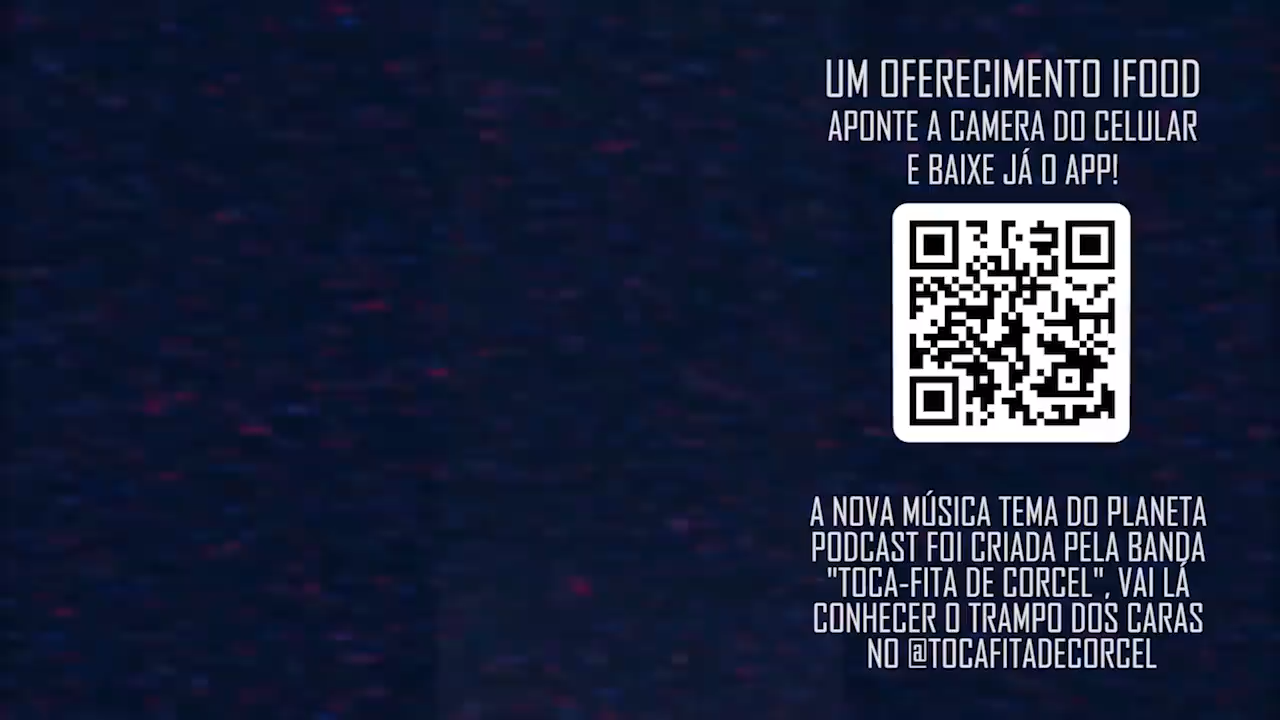 UM OFERECIMENTO IFOOD
APONTE A CAMERA DO CELULAR
E BAIXE JÁ O APP!
A NOVA MÚSICA TEMA DO PLANETA
PODCAST FOI CRIADA PELA BANDA
"TOCA-FITA DE CORCEL", VAI LÁ
CONHECER O TRAMPO DOS CARAS
NO @TOCAFITADECORCEL